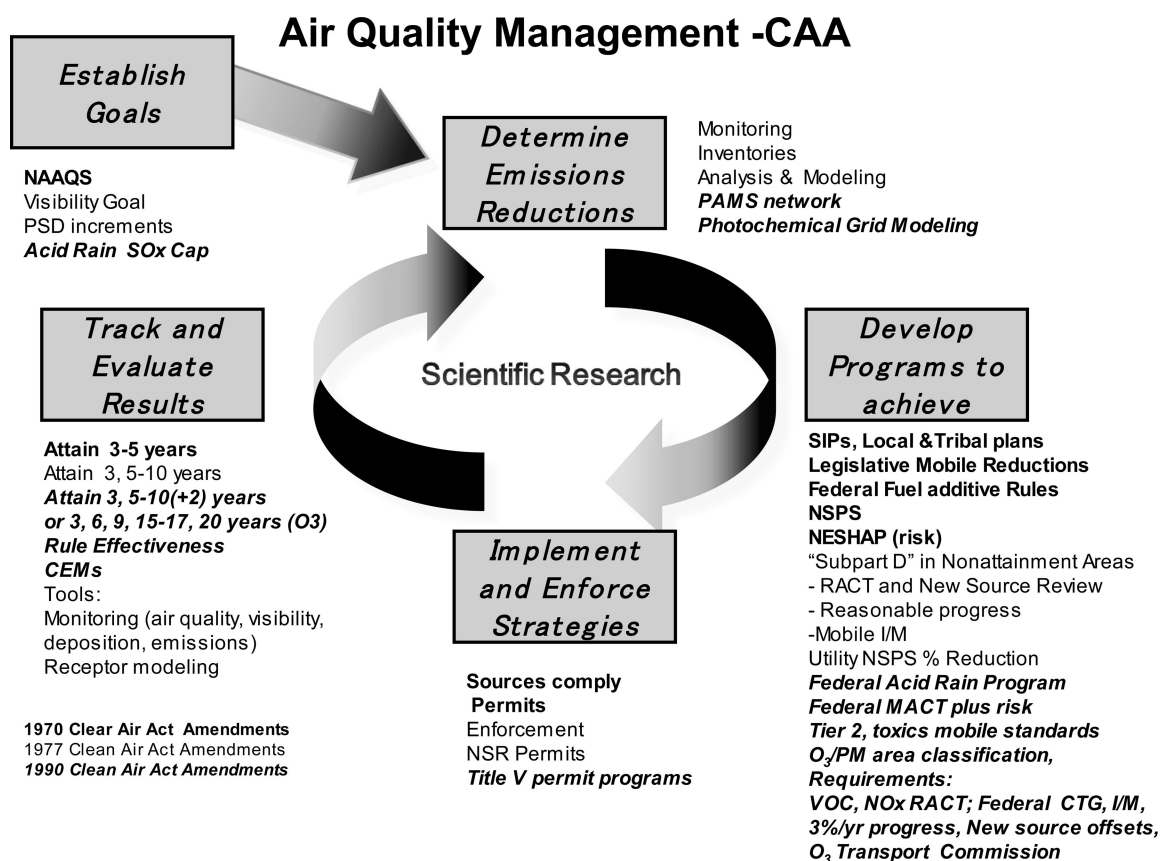 Air Quality Management -CAA
Establish
Goals
NAAQS
Visibility Goal
PSD increments
Acid Rain SOx Cap
Determine
Emissions
Reductions
Monitoring
Inventories
Analysis & Modeling
PAMS network
Photochemical Grid Modeling
Track and
Evaluate
Results
Scientific Research
Develop
Programs to
achieve
Attain 3-5 years
Attain 3, 5-10 years
Attain 3, 5-10(+2) years
or 3, 6, 9, 15-17, 20 years (O3)
Rule Effectiveness
CEMs
Tools:
Monitoring (air quality, visibility,
deposition, emissions)
Receptor modeling
1970 Clear Air Act Amendments
1977 Clean Air Act Amendments
1990 Clean Air Act Amendments
Implement
and Enforce
Strategies
Sources comply
Permits
Enforcement
NSR Permits
Title V permit programs
SIPs, Local &Tribal plans
Legislative Mobile Reductions
Federal Fuel additive Rules
NSPS
NESHAP (risk)
“Subpart D” in Nonattainment Areas
- RACT and New Source Review
- Reasonable progress
-Mobile I/M
Utility NSPS % Reduction
Federal Acid Rain Program
Federal MACT plus risk
Tier 2, toxics mobile standards
O₃/PM area classification,
Requirements:
VOC, NOx RACT; Federal CTG, I/M,
3%/yr progress, New source offsets,
O₃ Transport Commission